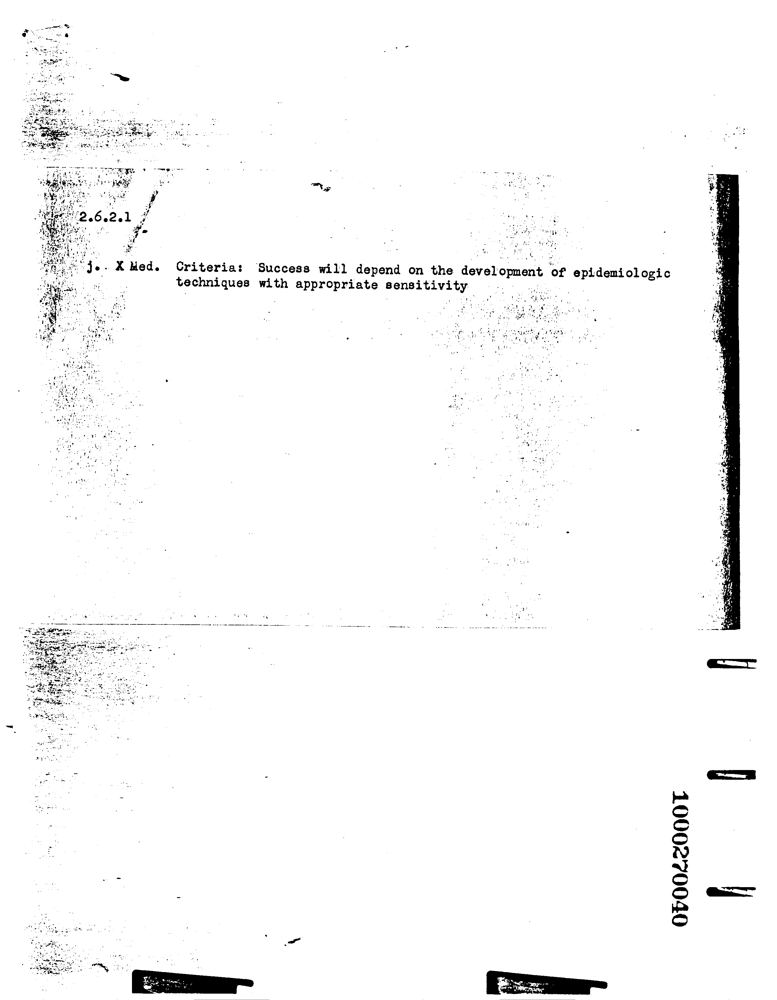 2.6.2.1
j. X Med. Criteria: Success will depend on the development of epidemiologic
techniques with appropriate sensitivity
1000270040